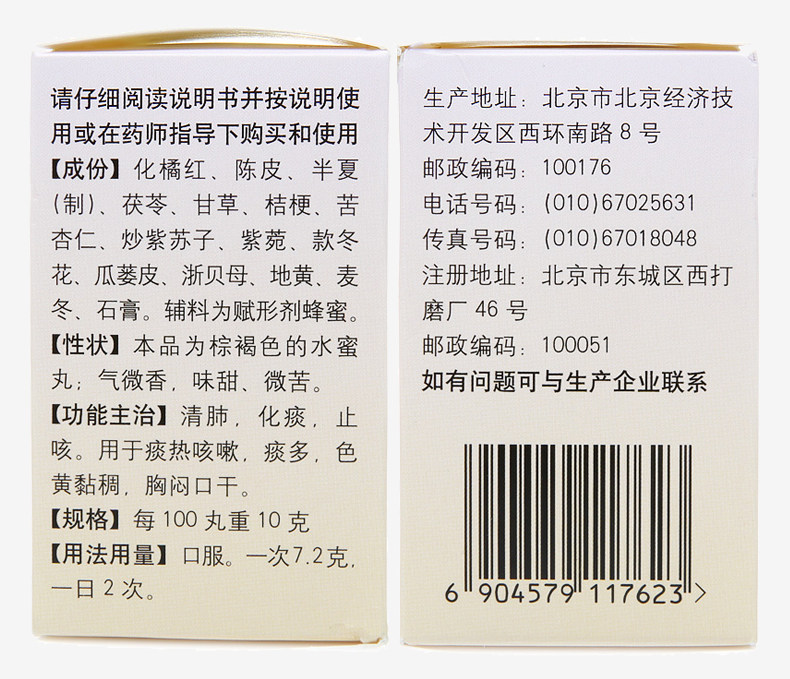 请仔细阅读说明书并按说明使
用或在药师指导下购买和使用
【成份】化橘红、陈皮、半夏
(制)、茯苓、甘草、桔梗、苦
杏仁、炒紫苏子、紫菀、款冬
花、瓜蒌皮、浙贝母、地黄、麦
冬、石膏。辅料为赋形剂蜂蜜。
【性状】本品为棕褐色的水蜜
丸；气微香，味甜、微苦。
【功能主治】清肺，化痰，止
咳。用于痰热咳嗽，痰多，色
黄黏稠，胸闷口干。
【规格】每100丸重10克
【用法用量】口服。一次7.2克，
一日2次。
生产地址：北京市北京经济技
术开发区西环南路8号
邮政编码：100176
电话号码：(010)67025631
传真号码：(010)67018048
注册地址：北京市东城区西打
磨厂46号
邮政编码：100051
如有问题可与生产企业联系
6 904579 117623 >